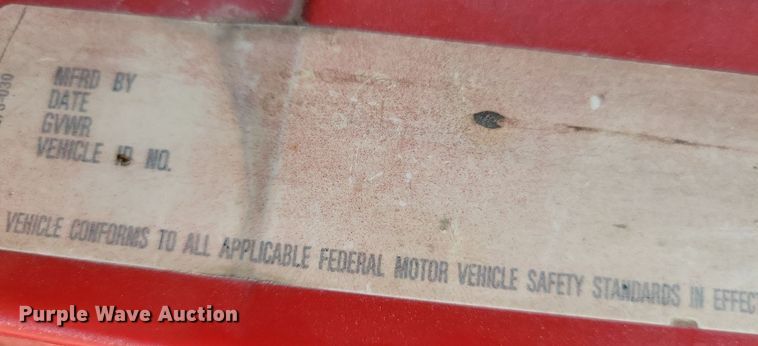 MFRD BY
DATE
GVWR
VEHICLE ID NO.
VEHICLE CONFORMS TO ALL APPLICABLE FEDERAL MOTOR VEHICLE SAFETY STANDARDS IN EFFEC
Purple Wave Auction